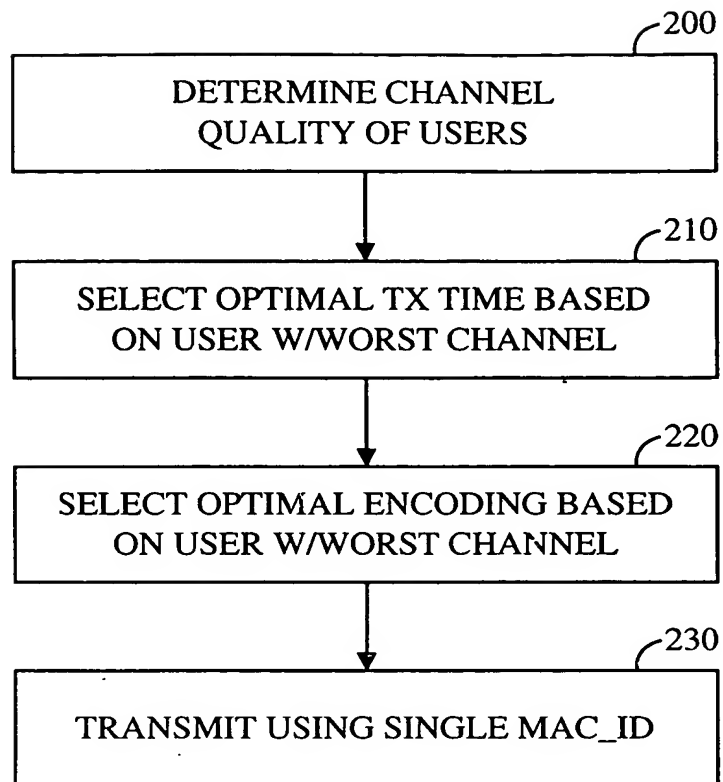 200
DETERMINE CHANNEL
QUALITY OF USERS
210
SELECT OPTIMAL TX TIME BASED
ON USER W/WORST CHANNEL
220
SELECT OPTIMAL ENCODING BASED
ON USER W/WORST CHANNEL
230
TRANSMIT USING SINGLE MAC_ID